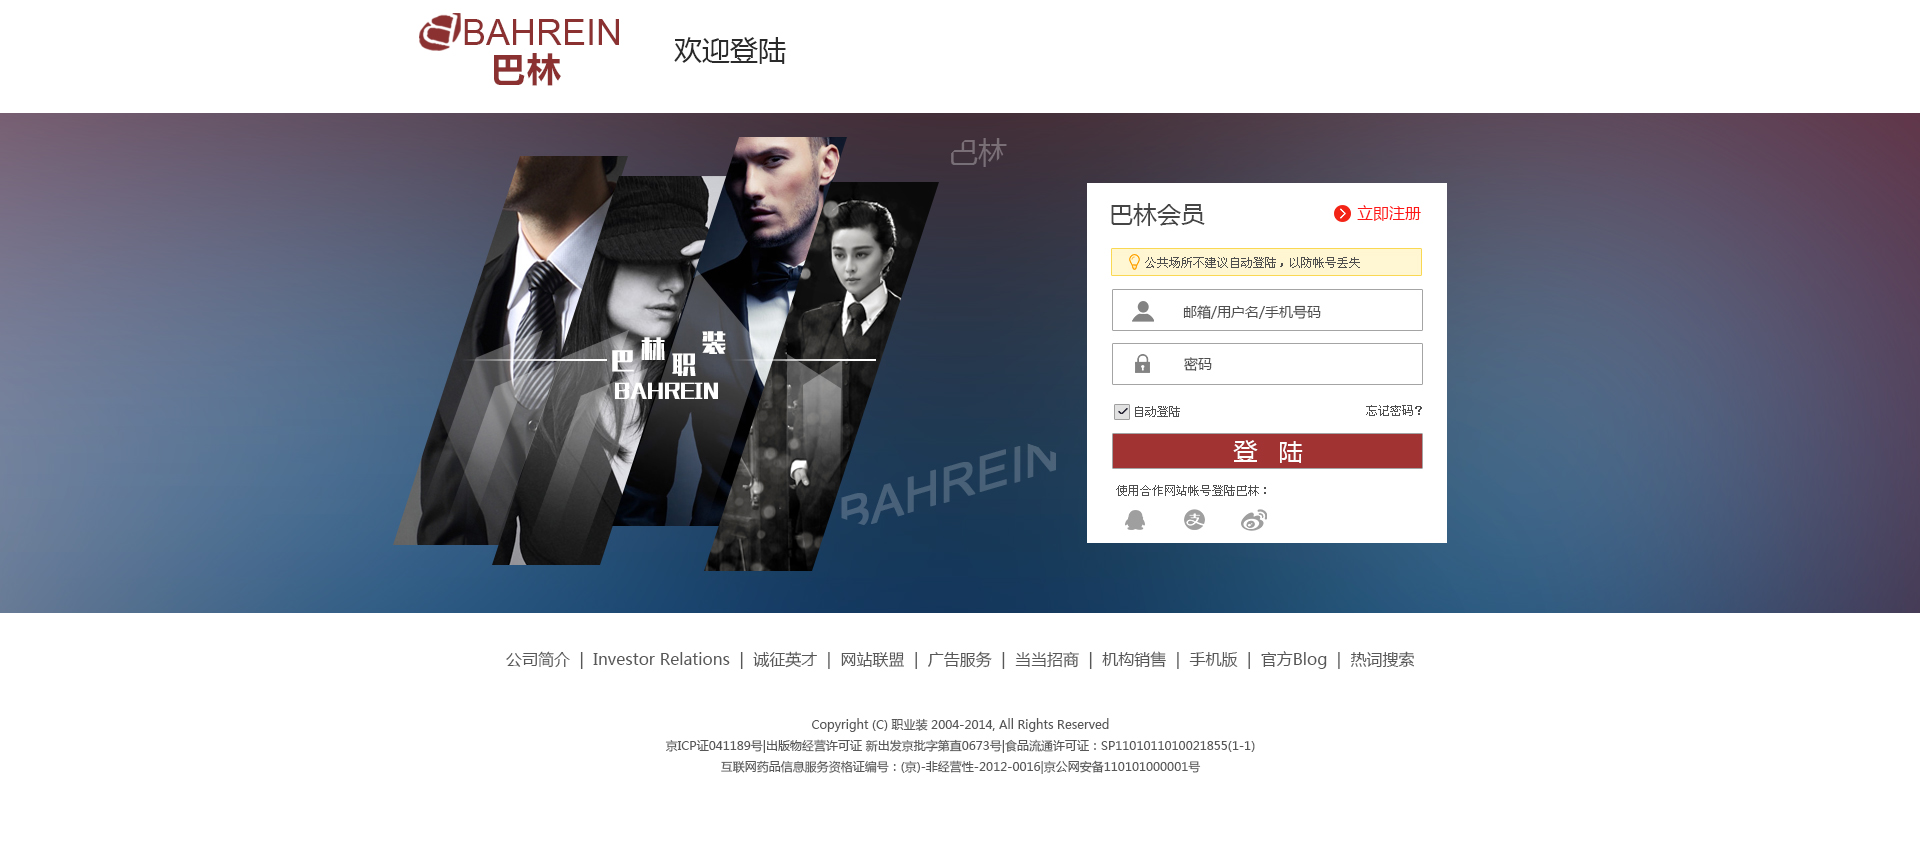 BAHREIN
巴林
欢迎登陆
巴林
巴林会员
立即注册
公共场所不建议自动登陆，以防帐号丢失
邮箱/用户名/手机号码
巴林职装
BAHREIN
密码
自动登陆 忘记密码?
登 陆
BAHREIN
使用合作网站帐号登陆巴林：
公司简介 | Investor Relations | 诚征英才 | 网站联盟 | 广告服务 | 当当招商 | 机构销售 | 手机版 | 官方Blog | 热词搜索
Copyright (C) 职业装 2004-2014, All Rights Reserved
京ICP证041189号|出版物经营许可证 新出发京批字第直0673号|食品流通许可证：SP1101011010021855(1-1)
互联网药品信息服务资格证编号：(京)-非经营性-2012-0016|京公网安备110101000001号